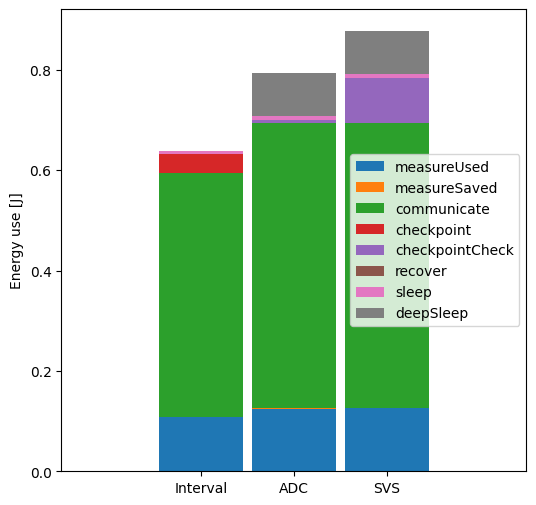 0.8
0.6
0.4
0.2
0.0
Energy use [J]
measureUsed
measureSaved
communicate
checkpoint
checkpointCheck
recover
sleep
deepSleep
Interval
ADC
SVS